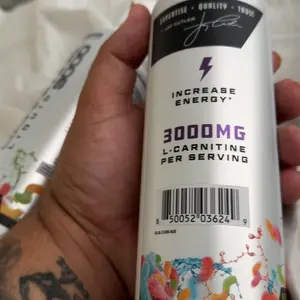 EXPERTISE · QUALITY · TRUST
INCREASE
ENERGY*
3000MG
L-CARNITINE
PER SERVING
8 50052 03624 9